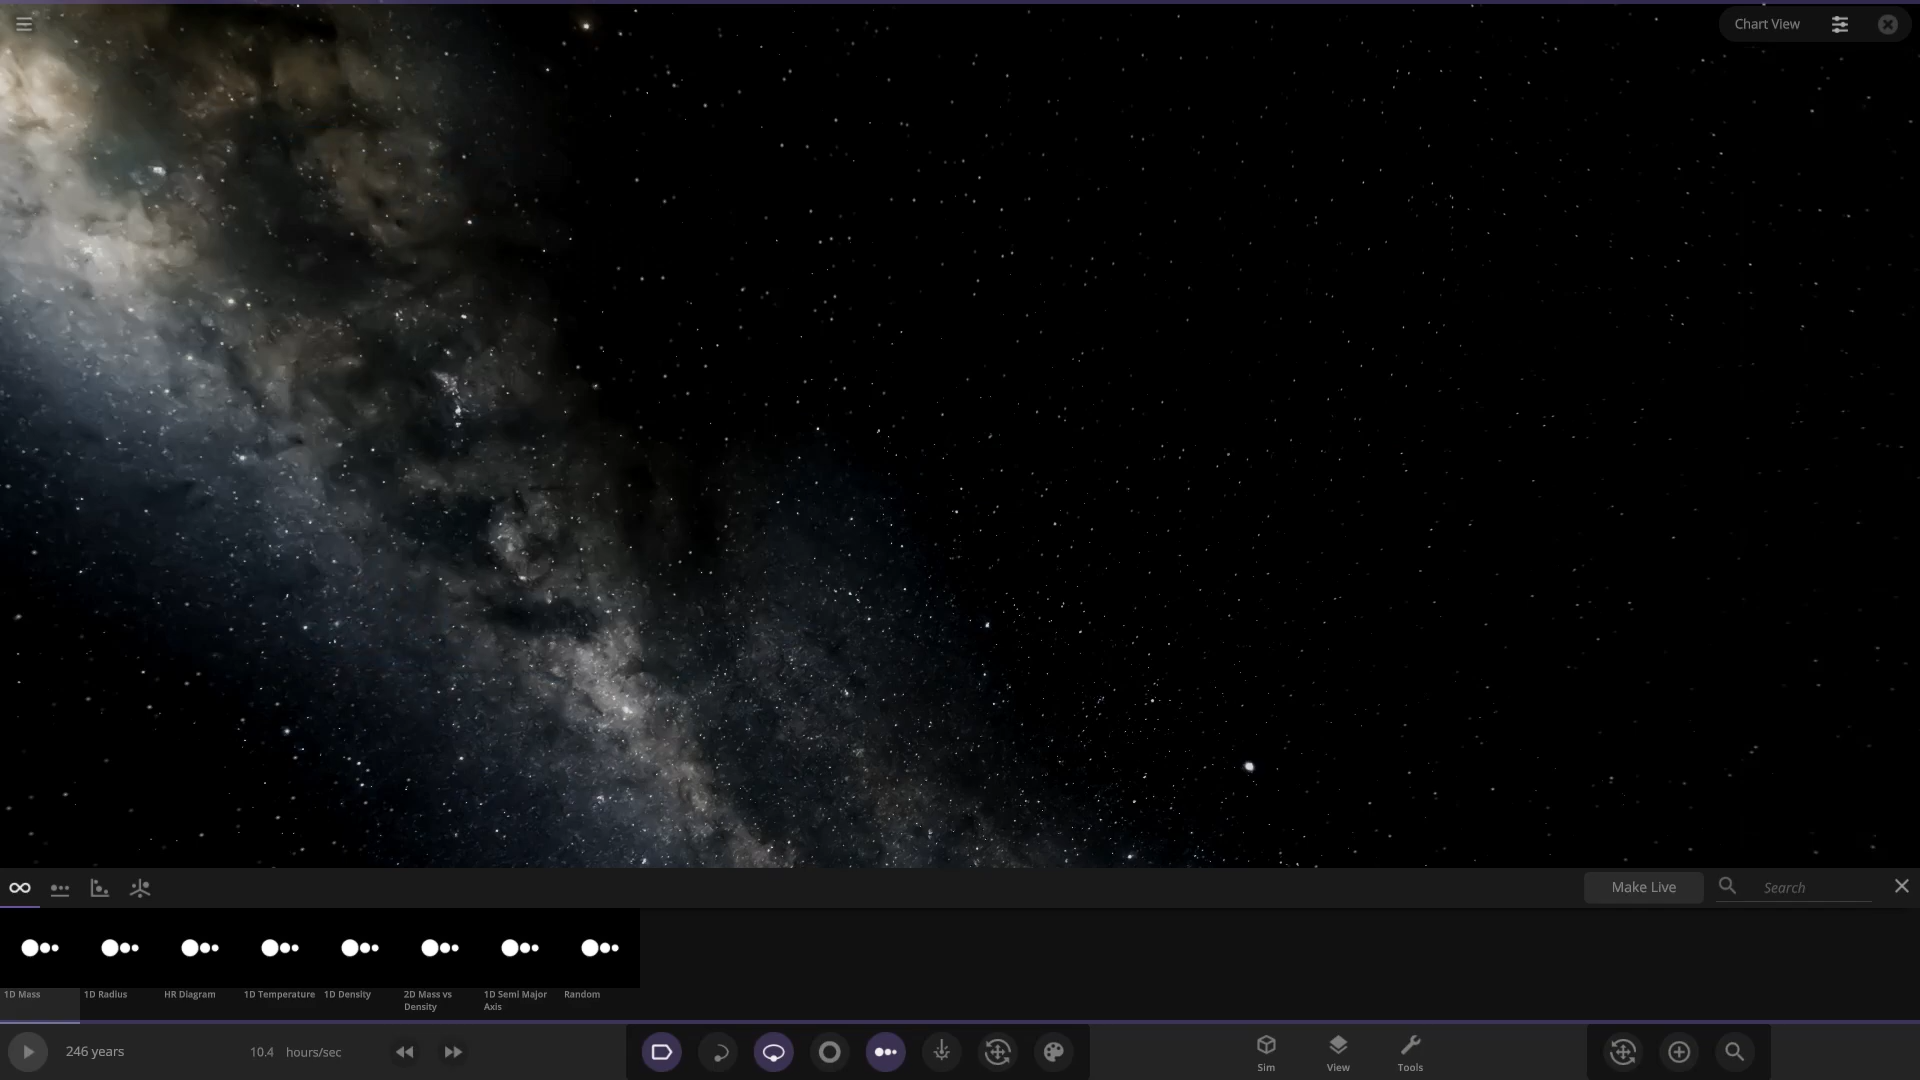 Chart View
Make Live
Search
1D Mass
1D Radius
HR Diagram
1D Temperature
1D Density
2D Mass vs
Density
1D Semi Major
Axis
Random
246 years
10.4 hours/sec
Sim
View
Tools